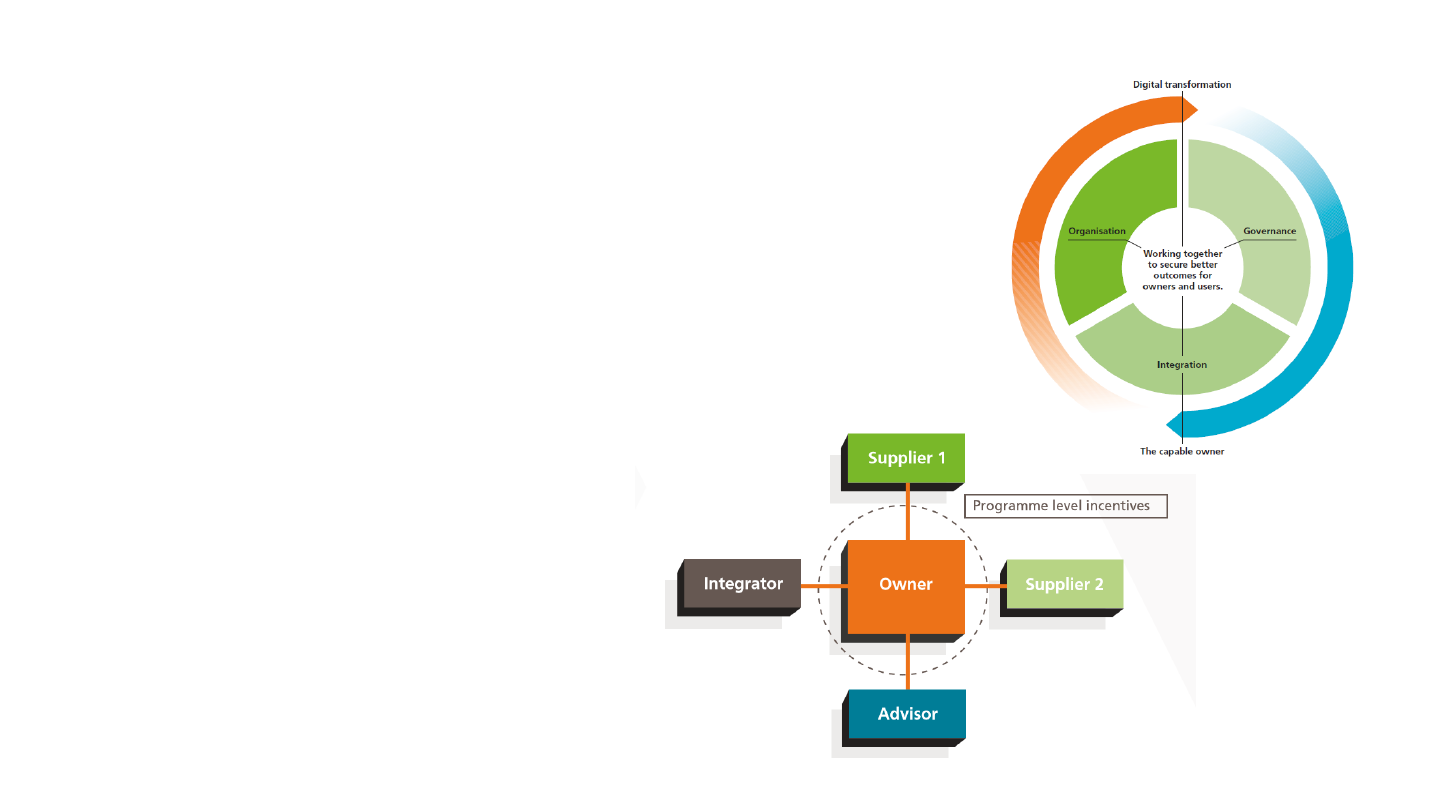 Digital transformation
Organisation
Governance
Working together
to secure better
outcomes for
owners and users.
Integration
The capable owner
Supplier 1
Programme level incentives
Integrator
Owner
Supplier 2
Advisor